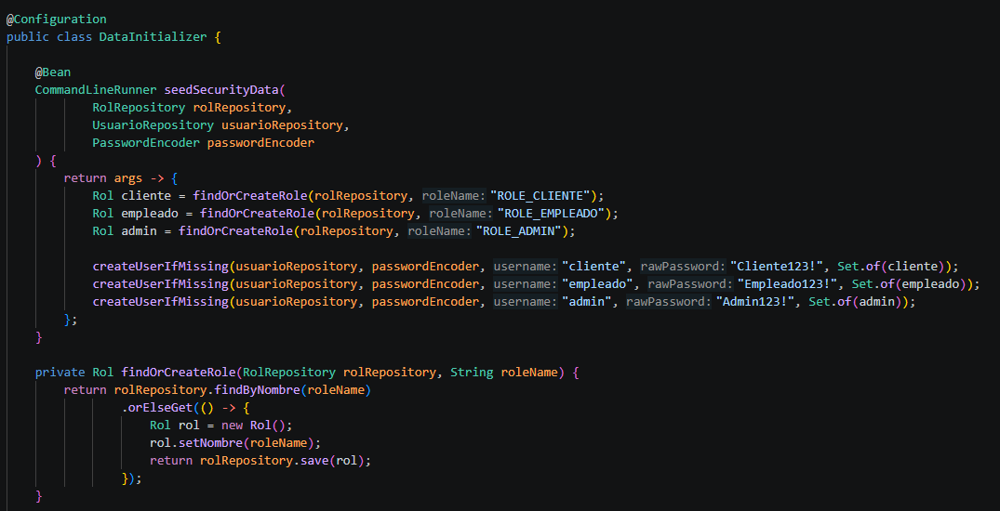 @Configuration
public class DataInitializer {
@Bean
CommandLineRunner seedSecurityData(
RolRepository rolRepository,
UsuarioRepository usuarioRepository,
PasswordEncoder passwordEncoder
) {
return args -> {
Rol cliente = findOrCreateRole(rolRepository, roleName: "ROLE_CLIENTE");
Rol empleado = findOrCreateRole(rolRepository, roleName: "ROLE_EMPLEADO");
Rol admin = findOrCreateRole(rolRepository, roleName: "ROLE_ADMIN");
createUserIfMissing(usuarioRepository, passwordEncoder, username: "cliente", rawPassword: "Cliente123!", Set.of(cliente));
createUserIfMissing(usuarioRepository, passwordEncoder, username: "empleado", rawPassword: "Empleado123!", Set.of(empleado));
createUserIfMissing(usuarioRepository, passwordEncoder, username: "admin", rawPassword: "Admin123!", Set.of(admin));
};
}
private Rol findOrCreateRole(RolRepository rolRepository, String roleName) {
return rolRepository.findByNombre(roleName)
.orElseGet(() -> {
Rol rol = new Rol();
rol.setNombre(roleName);
return rolRepository.save(rol);
});
}